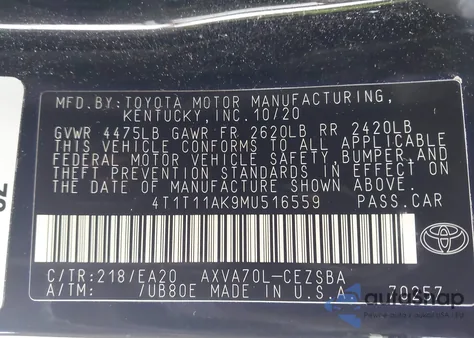 MFD.BY:TOYOTA MOTOR MANUFACTURING,
KENTUCKY,INC.10/20
GVWR 4475LB GAWR FR 2620LB RR 2420LB
THIS VEHICLE CONFORMS TO ALL APPLICABLE
FEDERAL MOTOR VEHICLE SAFETY,BUMPER,AND
THEFT PREVENTION STANDARDS IN EFFECT ON THE
DATE OF MANUFACTURE SHOWN ABOVE.
4T1T11AK9MU516559 PASS.CAR
C/TR:218/EA20 AXVA70L-CEZSBA
A/TM: /UB80E MADE IN U.S.A 70257
autosnap